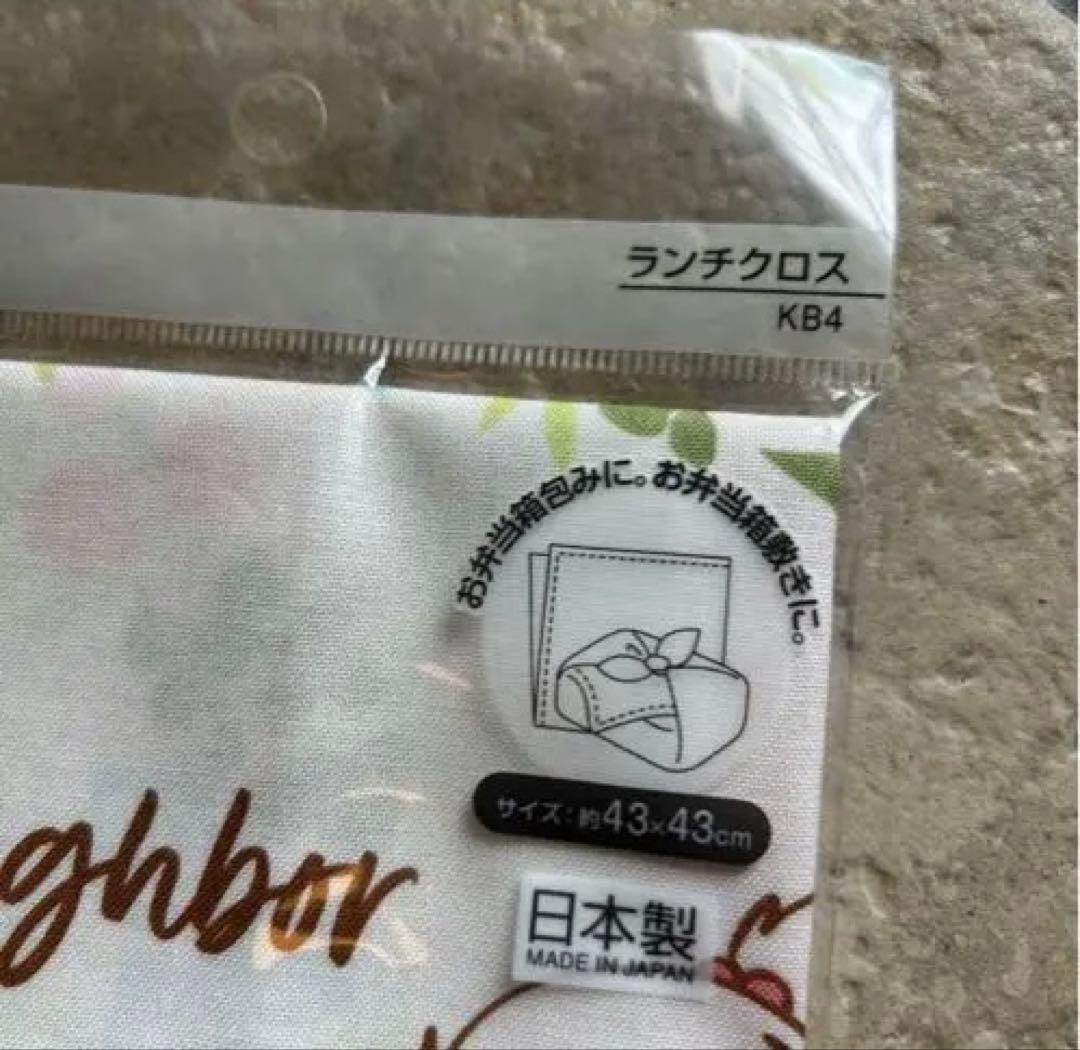 ランチクロス
KB4
お弁当箱包みに。お弁当箱敷きに。
サイズ：約43×43cm
ghbor
日本製
MADE IN JAPAN